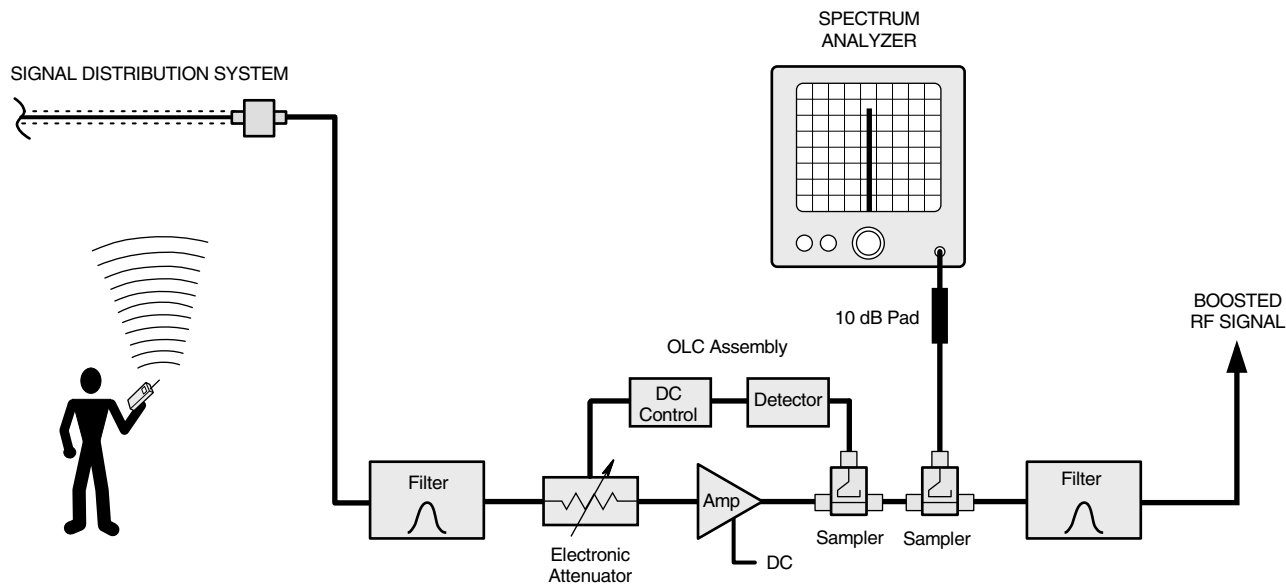 SPECTRUM
ANALYZER
SIGNAL DISTRIBUTION SYSTEM
10 dB Pad
BOOSTED
RF SIGNAL
OLC Assembly
DC
Control
Detector
Filter
Amp
Filter
Sampler
Sampler
Electronic
Attenuator
DC